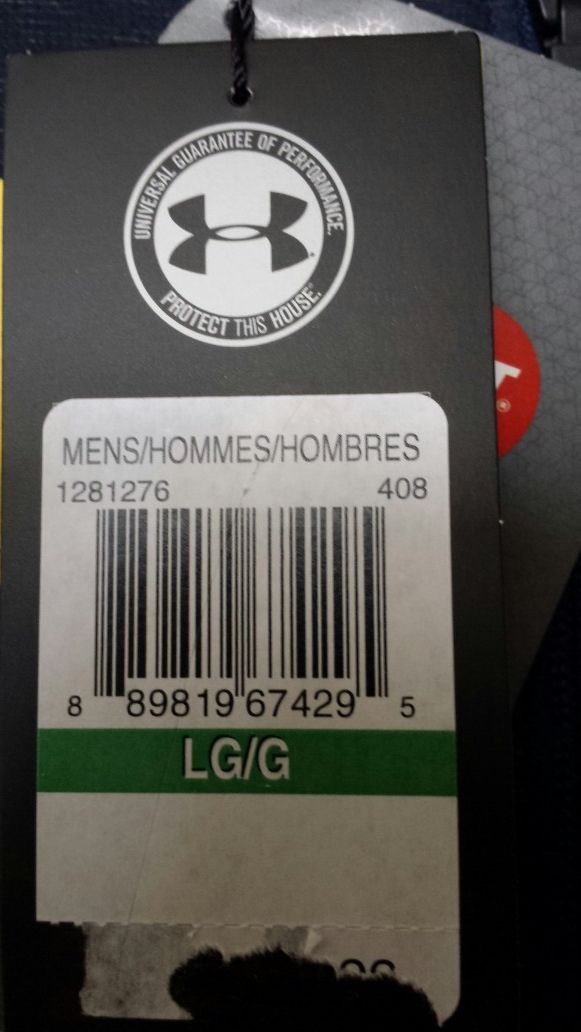 UNIVERSAL GUARANTEE OF PERFORMANCE.
PROTECT THIS HOUSE.®
MENS/HOMMES/HOMBRES
1281276 408
8 89819 67429 5
LG/G